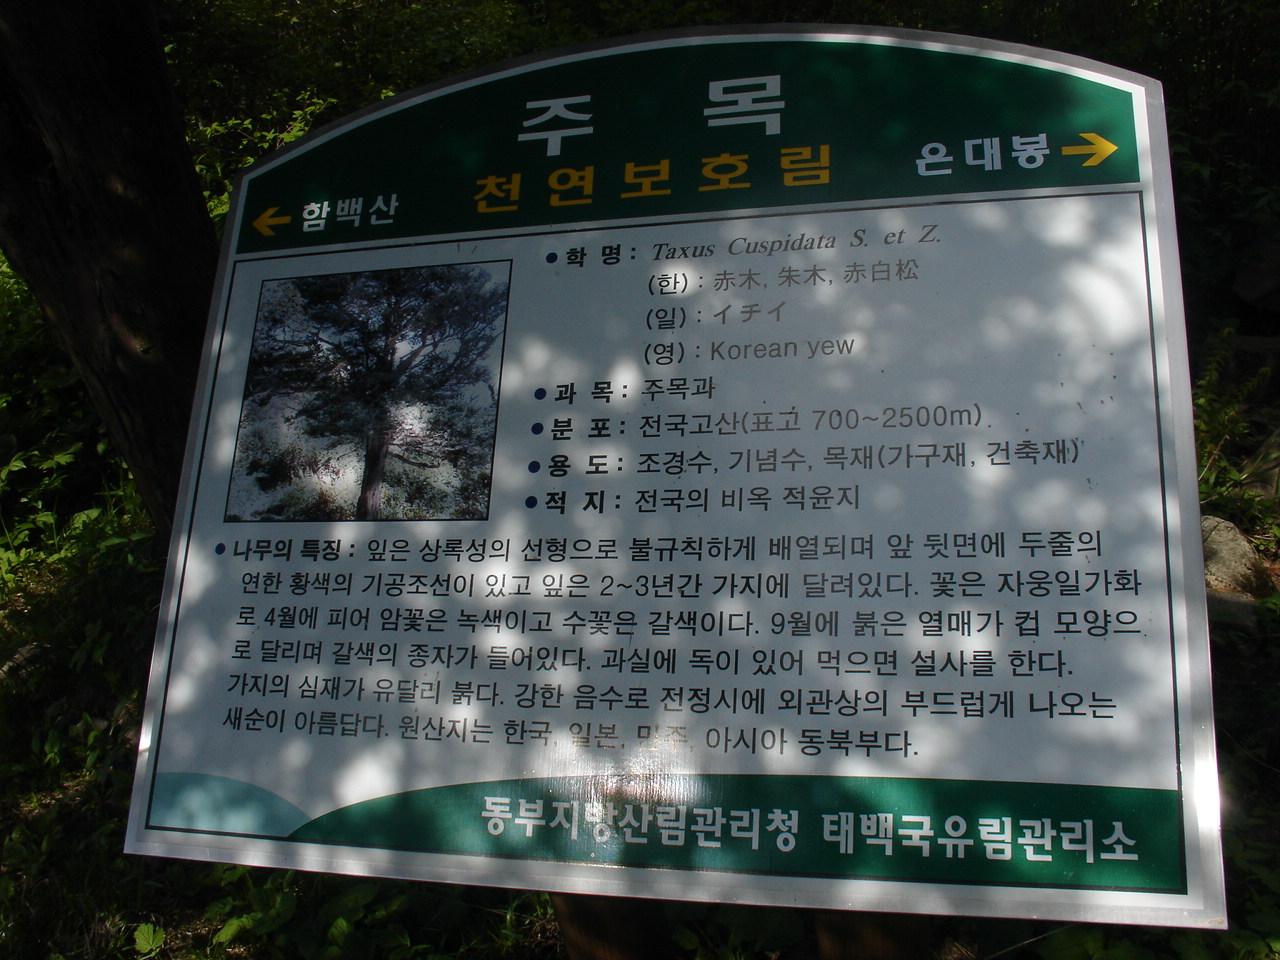 주 목
천 연 보 호 림
← 함백산
은대봉 →
● 학 명 : Taxus Cuspidata S. et Z.
(한) : 赤木, 朱木, 赤白松
(일) : イチイ
(영) : Korean yew
● 과 목 : 주목과
● 분 포 : 전국고산(표고 700~2500m)
● 용 도 : 조경수, 기념수, 목재(가구재, 건축재)
● 적 지 : 전국의 비옥 적윤지
● 나무의 특징 : 잎은 상록성의 선형으로 불규칙하게 배열되며 앞 뒷면에 두줄의
연한 황색의 기공조선이 있고 잎은 2~3년간 가지에 달려있다. 꽃은 자웅일가화
로 4월에 피어 암꽃은 녹색이고 수꽃은 갈색이다. 9월에 붉은 열매가 컵 모양으
로 달리며 갈색의 종자가 들어있다. 과실에 독이 있어 먹으면 설사를 한다.
가지의 심재가 유달리 붉다. 강한 음수로 전정시에 외관상의 부드럽게 나오는
새순이 아름답다. 원산지는 한국, 일본, 만주, 아시아 동북부다.
동부지방산림관리청 태백국유림관리소